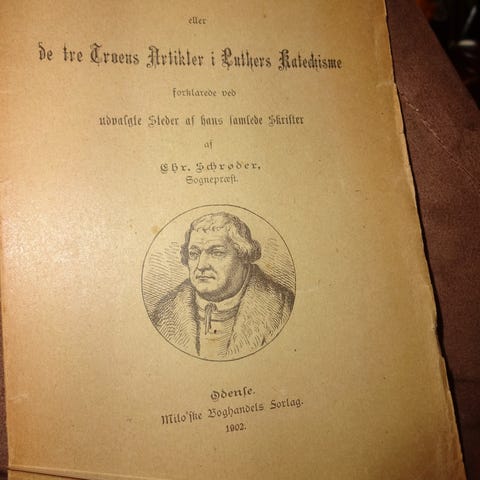 eller
de tre Troens Artikler i Luthers Katechisme
forklarede ved
udvalgte Steder af hans samlede Skrifter
af
Chr. Schrøder,
Sognepræst.
Odense.
Milo'ske Boghandels Forlag.
1902.